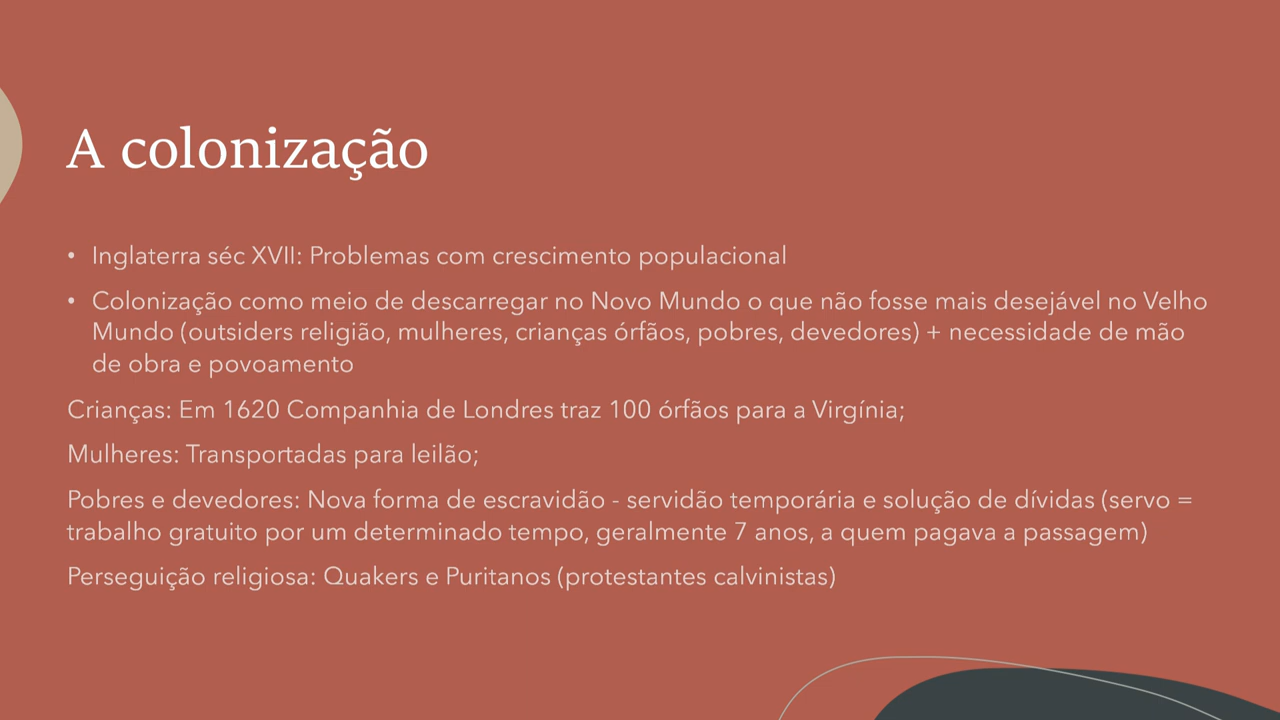 A colonização
• Inglaterra séc XVII: Problemas com crescimento populacional
• Colonização como meio de descarregar no Novo Mundo o que não fosse mais desejável no Velho
Mundo (outsiders religião, mulheres, crianças órfãos, pobres, devedores) + necessidade de mão
de obra e povoamento
Crianças: Em 1620 Companhia de Londres traz 100 órfãos para a Virgínia;
Mulheres: Transportadas para leilão;
Pobres e devedores: Nova forma de escravidão - servidão temporária e solução de dívidas (servo =
trabalho gratuito por um determinado tempo, geralmente 7 anos, a quem pagava a passagem)
Perseguição religiosa: Quakers e Puritanos (protestantes calvinistas)